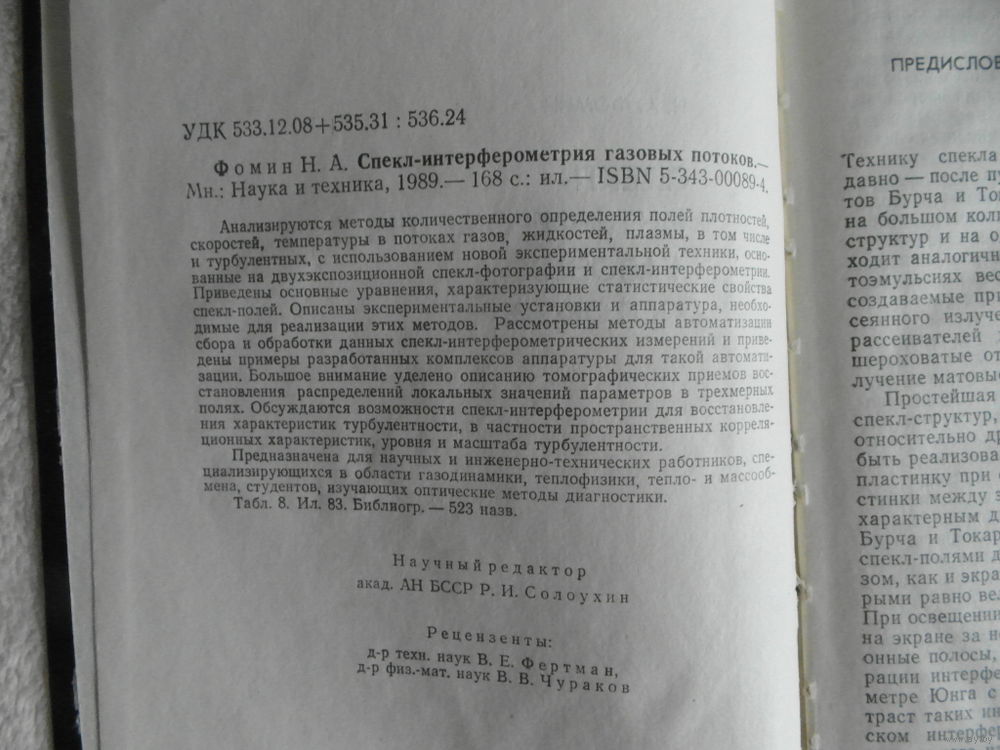 УДК 533.12.08+535.31 : 536.24
Фомин Н. А. Спекл-интерферометрия газовых потоков.—
Мн.: Наука и техника, 1989.— 168 с.: ил.— ISBN 5-343-00089-4.
Анализируются методы количественного определения полей плотностей,
скоростей, температуры в потоках газов, жидкостей, плазмы, в том числе
и турбулентных, с использованием новой экспериментальной техники, осно-
ванные на двухэкспозиционной спекл-фотографии и спекл-интерферометрии.
Приведены основные уравнения, характеризующие статистические свойства
спекл-полей. Описаны экспериментальные установки и аппаратура, необхо-
димые для реализации этих методов. Рассмотрены методы автоматизации
сбора и обработки данных спекл-интерферометрических измерений и приве-
дены примеры разработанных комплексов аппаратуры для такой автомати-
зации. Большое внимание уделено описанию томографических приемов вос-
становления распределений локальных значений параметров в трехмерных
полях. Обсуждаются возможности спекл-интерферометрии для восстановле-
ния характеристик турбулентности, в частности пространственных корреля-
ционных характеристик, уровня и масштаба турбулентности.
Предназначена для научных и инженерно-технических работников, спе-
циализирующихся в области газодинамики, теплофизики, тепло- и массооб-
мена, студентов, изучающих оптические методы диагностики.
Табл. 8. Ил. 83. Библиогр. — 523 назв.
Научный редактор
акад. АН БССР Р. И. Солоухин
Рецензенты:
д-р техн. наук В. Е. Фертман,
д-р физ.-мат. наук В. В. Чураков
ПРЕДИСЛОВ
Технику спекла
давно — после пу
тов Бурча и Ток
на большом коли
структур и на о
ходит аналогичн
тоэмульсиях вес
создаваемые при
сеянного излуче
рассеивателей
шероховатые от
лучение матовы
Простейшая
спекл-структур,
относительно др
быть реализова
пластинку при
стинки между з
характерным д
Бурча и Токар
спекл-полями д
зом, как и экра
рыми равно вел
При освещении
на экране за н
онные полосы,
рации интерфе
метре Юнга с
траст таких ин
ском интерфе